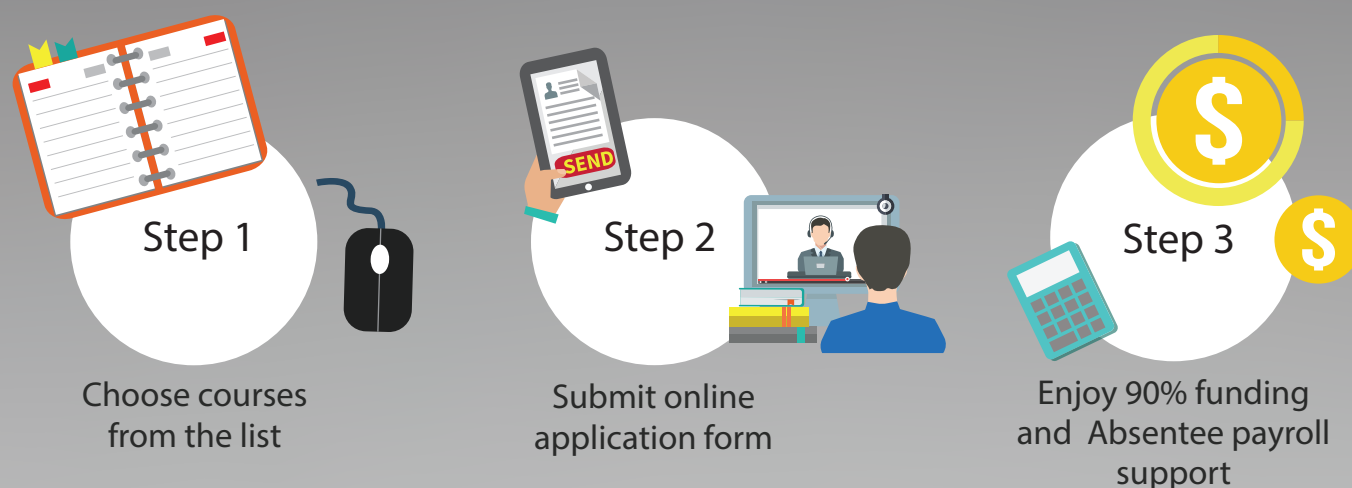 Step 1
Choose courses
from the list
SEND
Step 2
Submit online
application form
$
$
Step 3
Enjoy 90% funding
and Absentee payroll
support